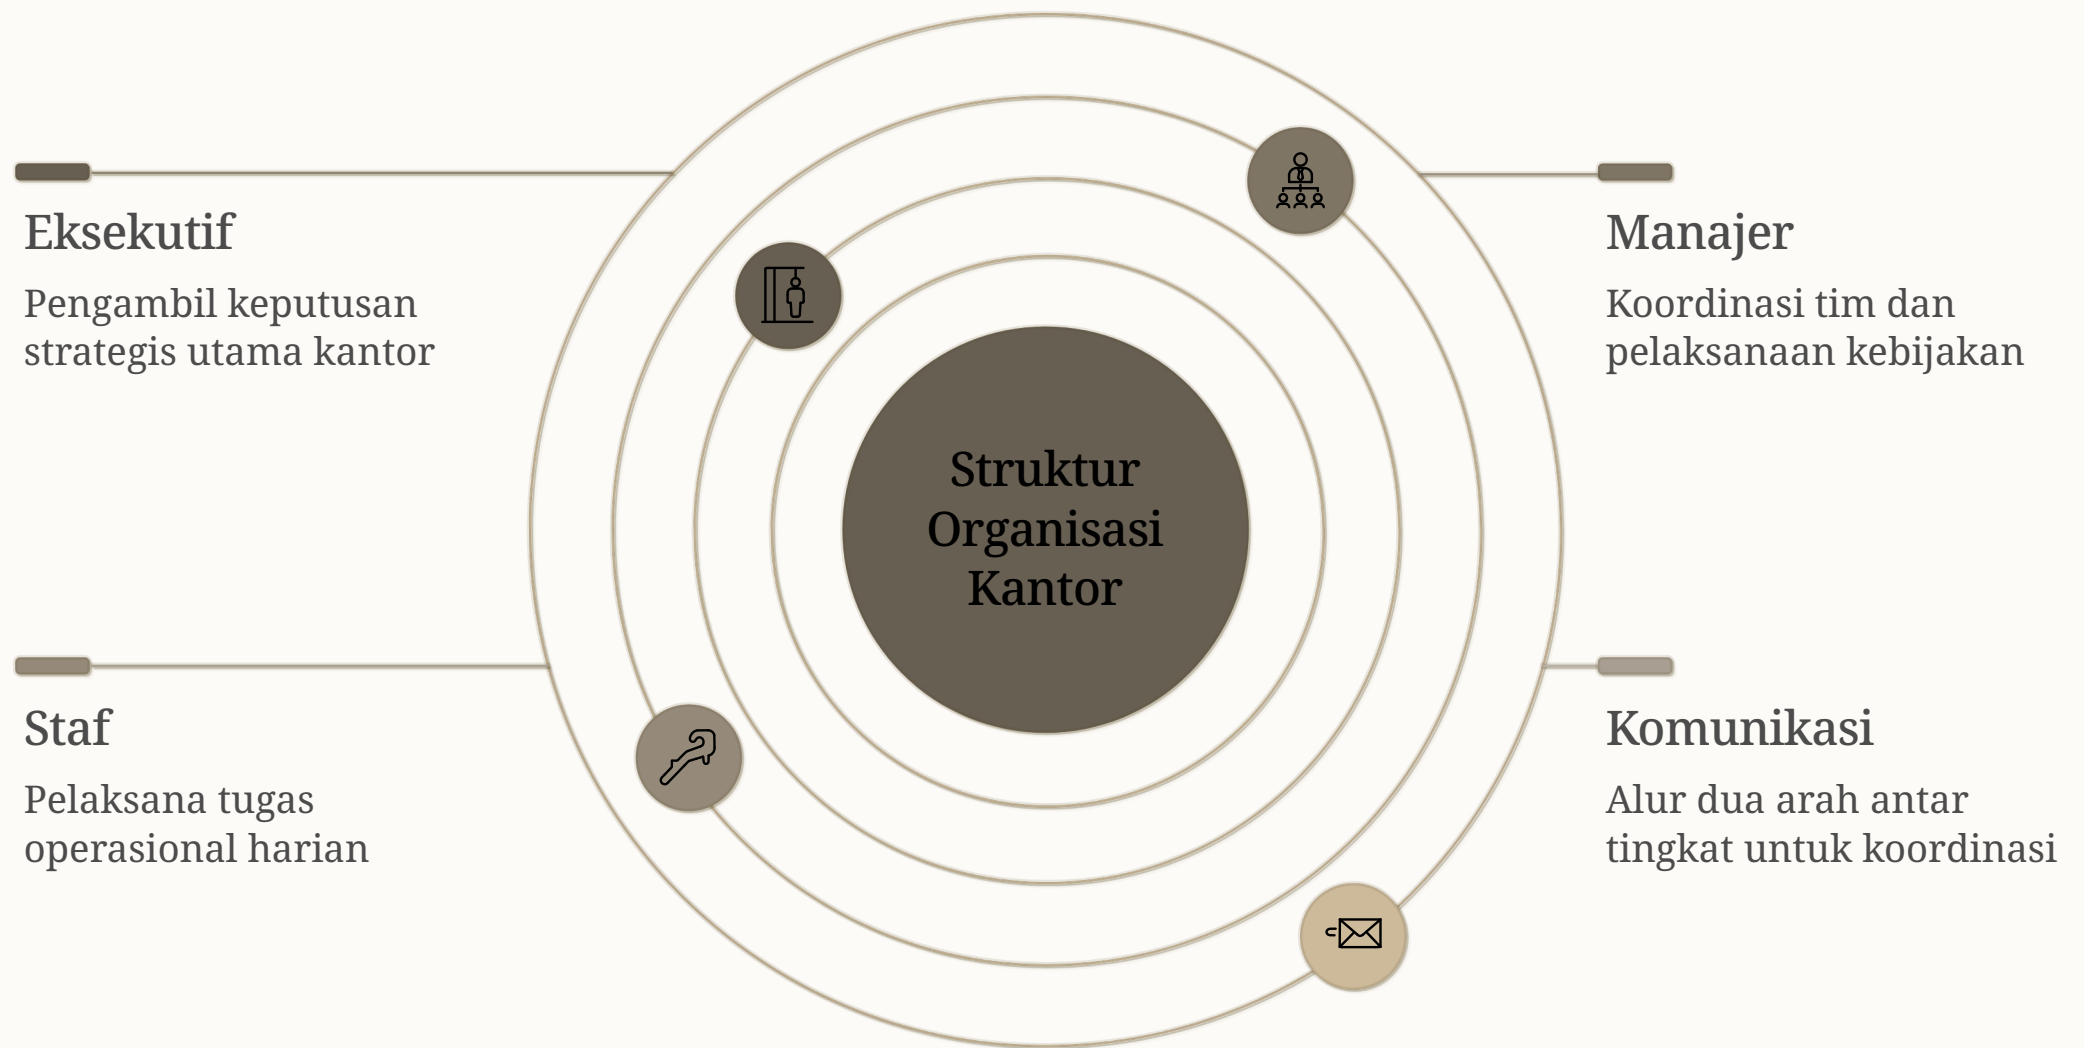 Eksekutif
Pengambil keputusan
strategis utama kantor
Manajer
Koordinasi tim dan
pelaksanaan kebijakan
Struktur
Organisasi
Kantor
Staf
Pelaksana tugas
operasional harian
Komunikasi
Alur dua arah antar
tingkat untuk koordinasi